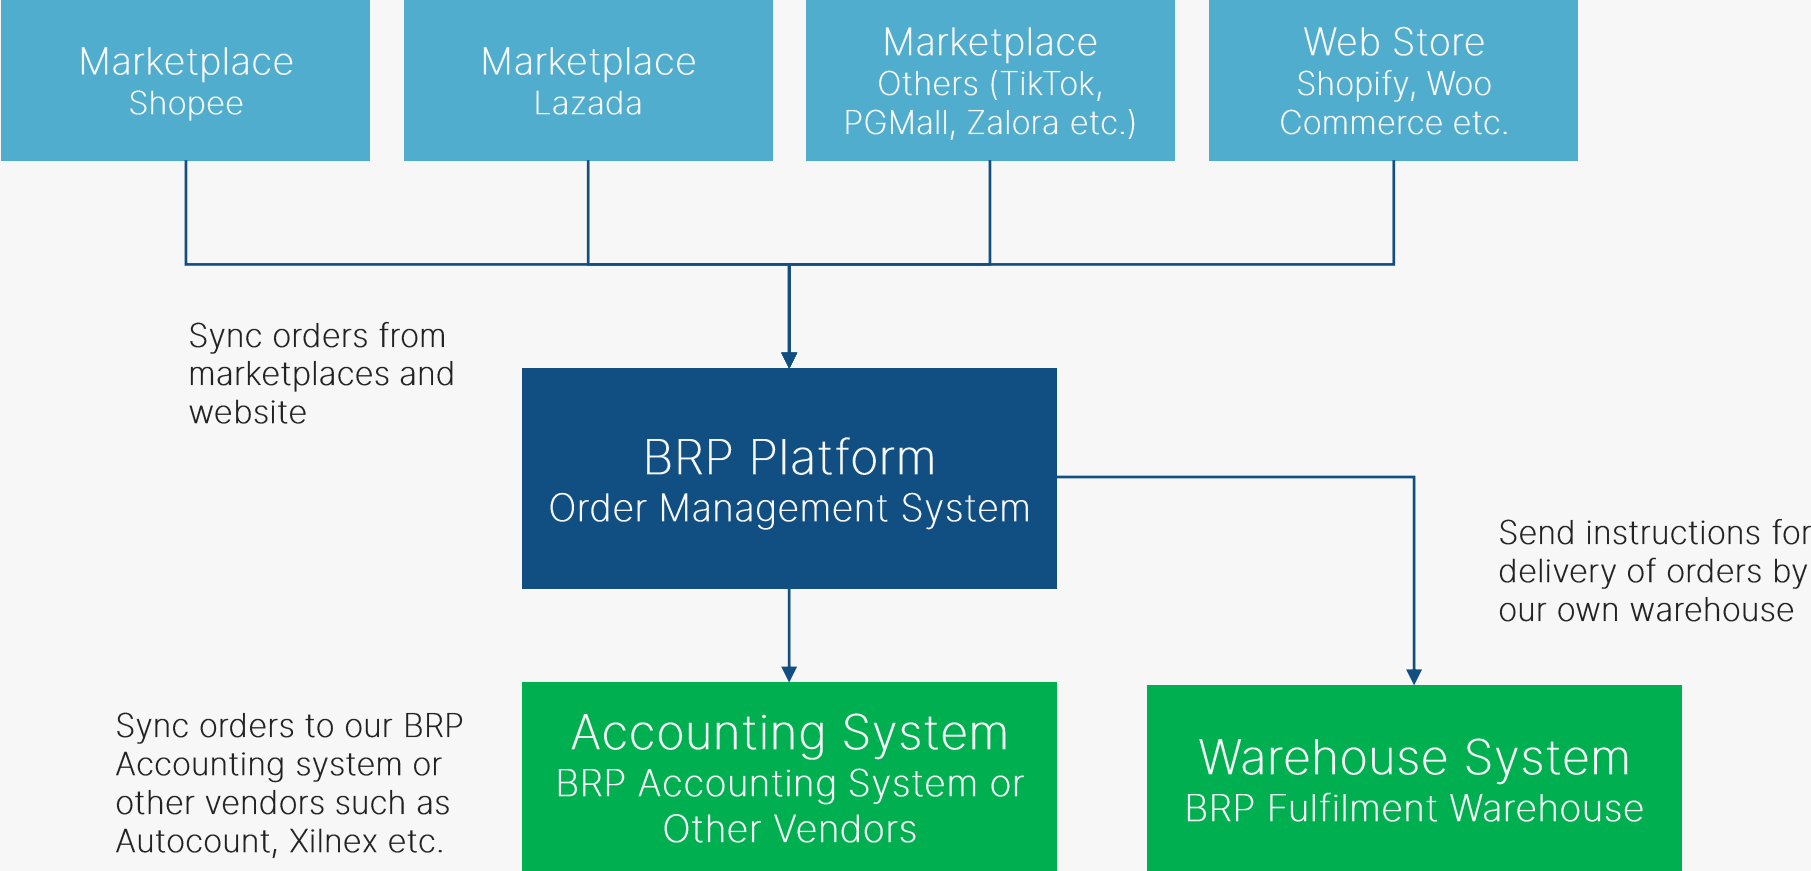 Marketplace
Shopee
Marketplace
Lazada
Marketplace
Others (TikTok,
PGMall, Zalora etc.)
Web Store
Shopify, Woo
Commerce etc.
Sync orders from
marketplaces and
website
BRP Platform
Order Management System
Send instructions for
delivery of orders by
our own warehouse
Sync orders to our BRP
Accounting system or
other vendors such as
Autocount, Xilnex etc.
Accounting System
BRP Accounting System or
Other Vendors
Warehouse System
BRP Fulfilment Warehouse